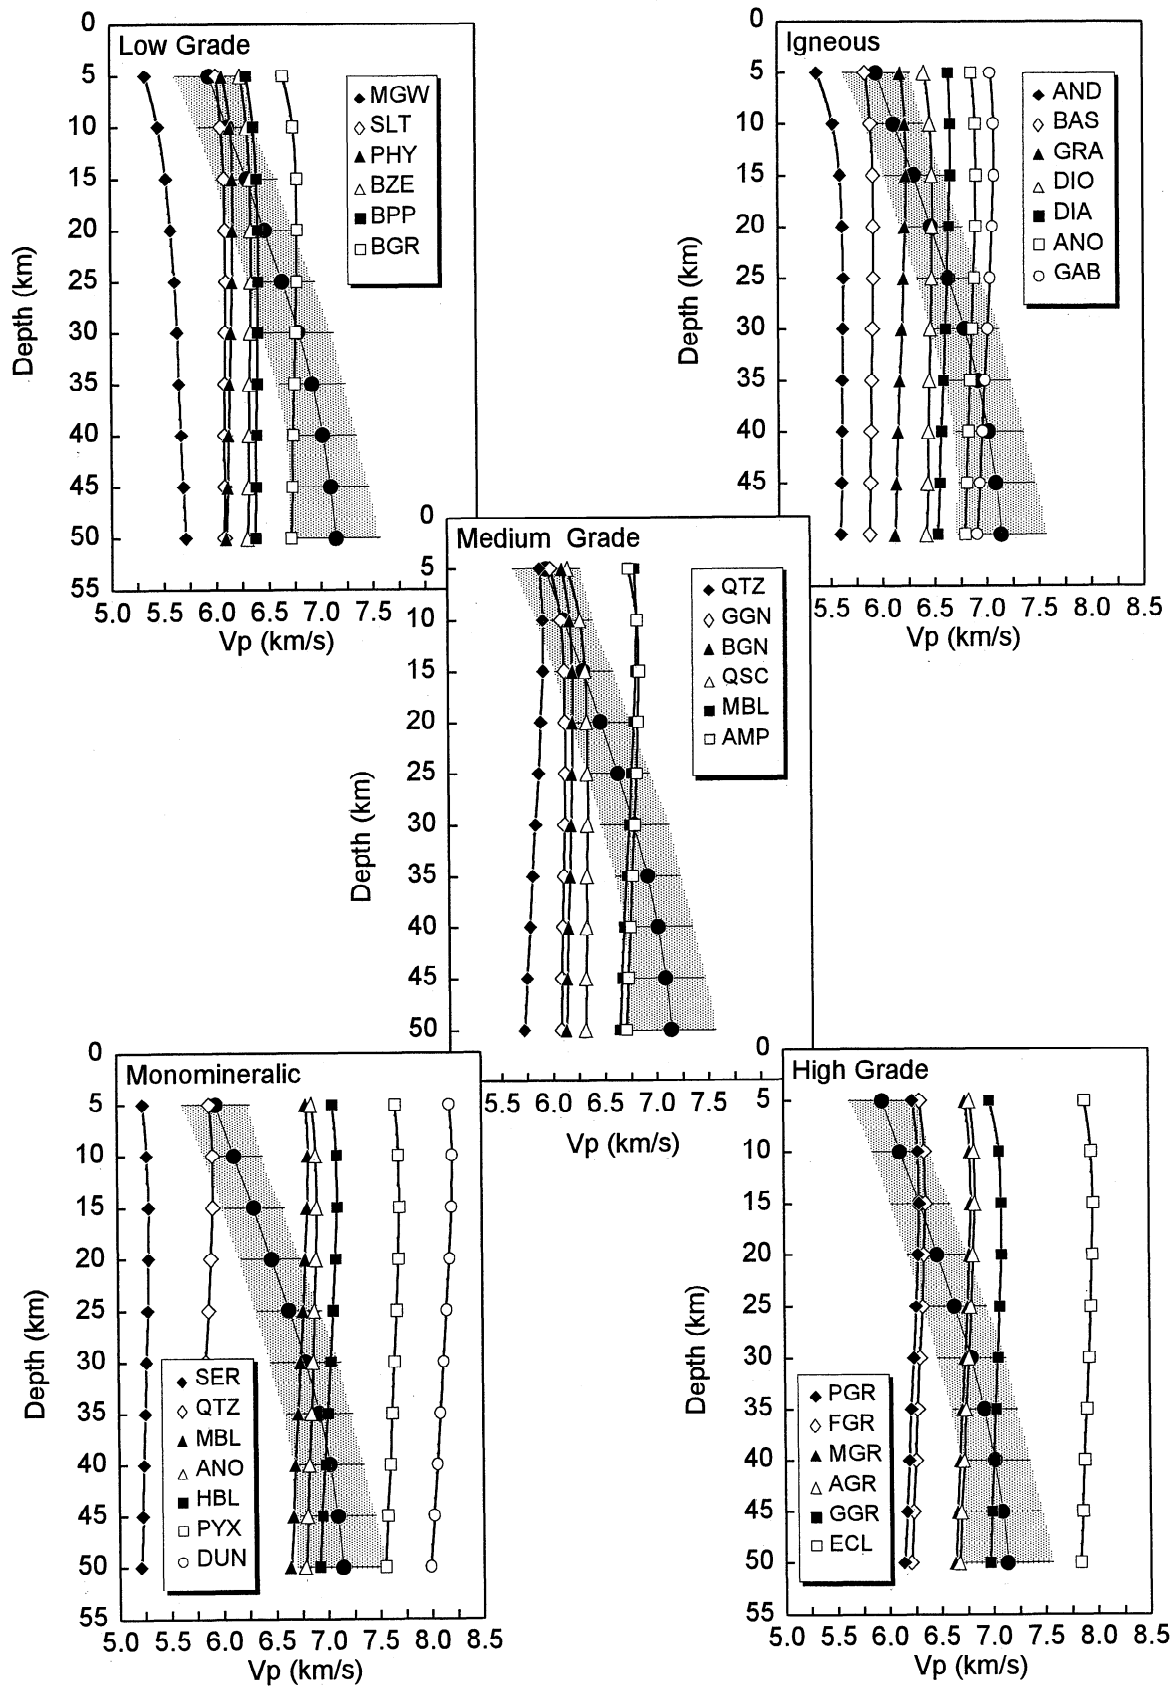 Low Grade
0
5
10
15
20
25
30
35
40
45
50
55
Depth (km)
MGW
SLT
PHY
BZE
BPP
BGR
5.0 5.5 6.0 6.5 7.0 7.5
Vp (km/s)
Igneous
0
5
10
15
20
25
30
35
40
45
Depth (km)
AND
BAS
GRA
DIO
DIA
ANO
GAB
5.5 6.0 6.5 7.0 7.5 8.0 8.5
Vp (km/s)
Medium Grade
0
5
10
15
20
25
30
35
40
45
50
Depth (km)
QTZ
GGN
BGN
QSC
MBL
AMP
5.5 6.0 6.5 7.0 7.5
Vp (km/s)
Monomineralic
0
5
10
15
20
25
30
35
40
45
50
55
Depth (km)
SER
QTZ
MBL
ANO
HBL
PYX
DUN
5.0 5.5 6.0 6.5 7.0 7.5 8.0 8.5
Vp (km/s)
High Grade
0
5
10
15
20
25
30
35
40
45
50
55
Depth (km)
PGR
FGR
MGR
AGR
GGR
ECL
5.0 5.5 6.0 6.5 7.0 7.5 8.0 8.5
Vp (km/s)